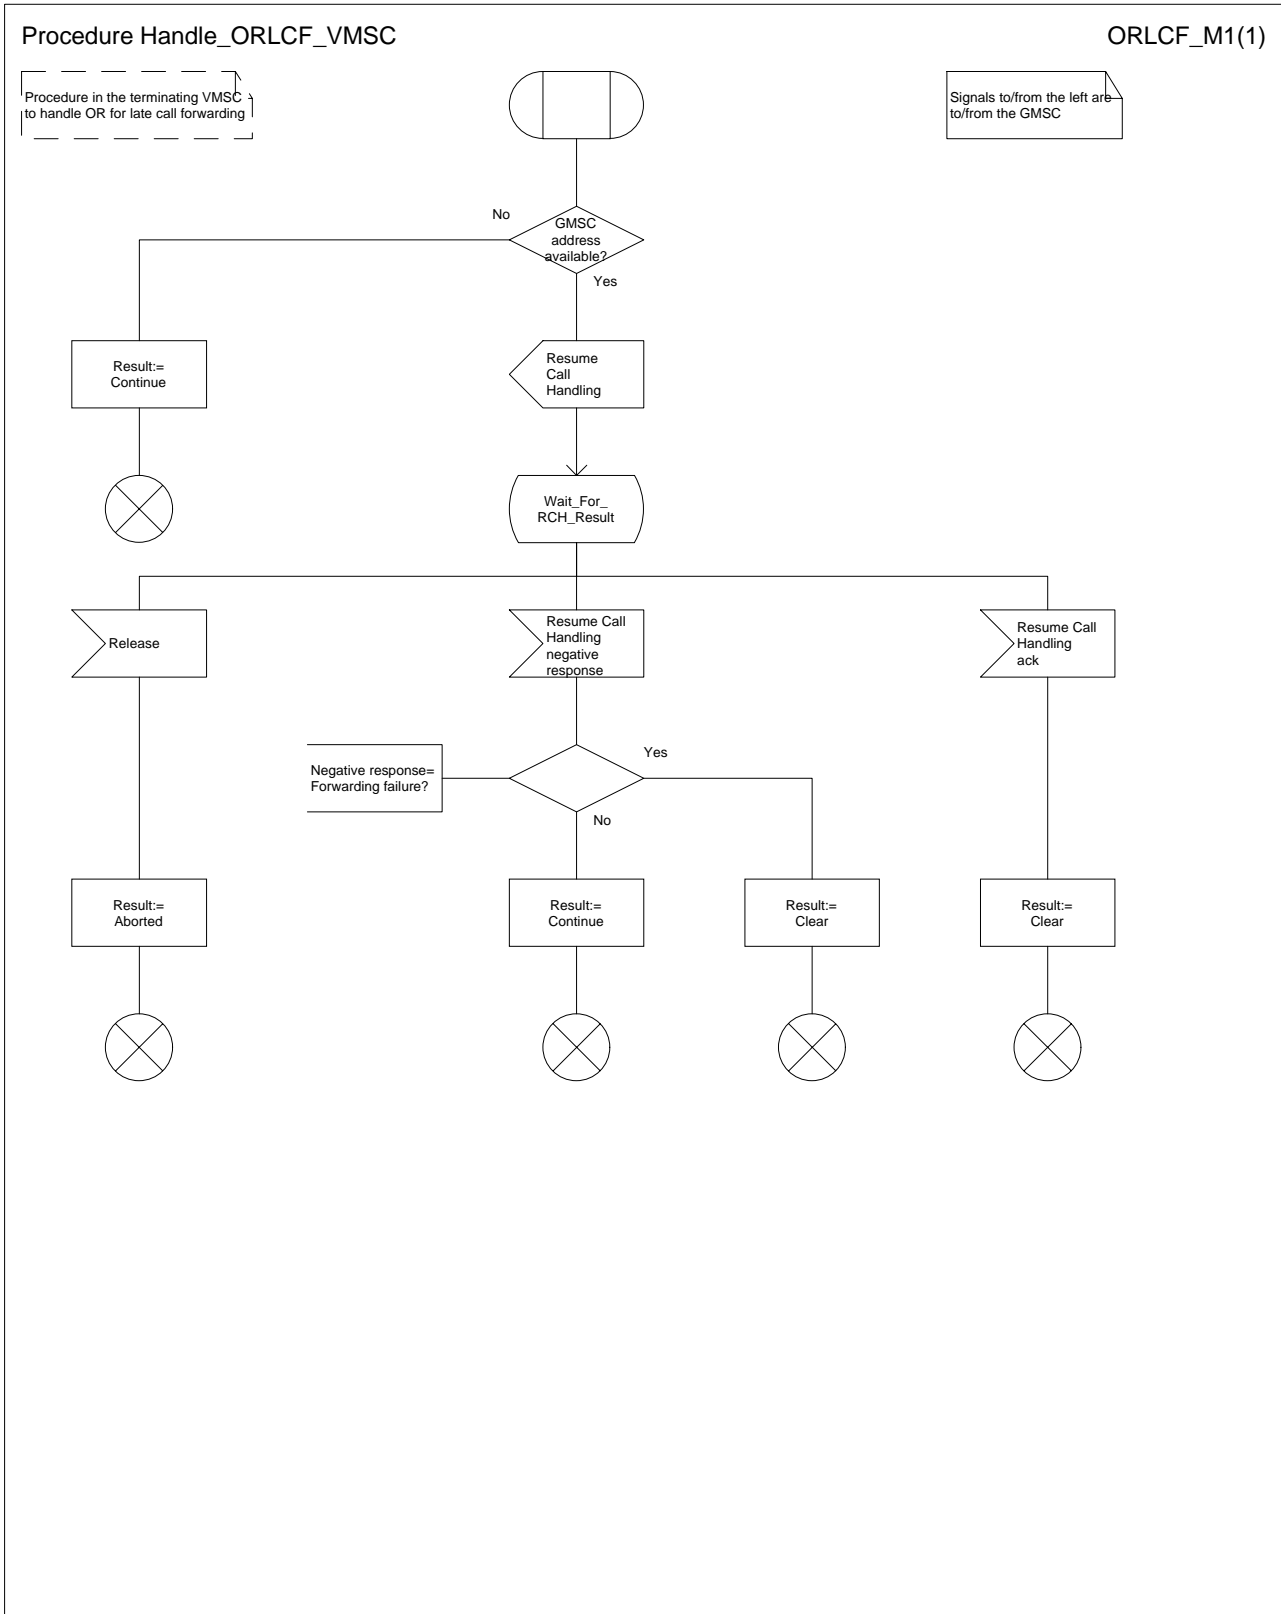 Procedure Handle_ORLCF_VMSC
ORLCF_M1(1)
Procedure in the terminating VMSC
to handle OR for late call forwarding
Signals to/from the left are
to/from the GMSC
No
GMSC
address
available?
Yes
Result:=
Continue
Resume
Call
Handling
Wait_For_
RCH_Result
Release
Resume Call
Handling
negative
response
Resume Call
Handling
ack
Negative response=
Forwarding failure?
Yes
No
Result:=
Aborted
Result:=
Continue
Result:=
Clear
Result:=
Clear